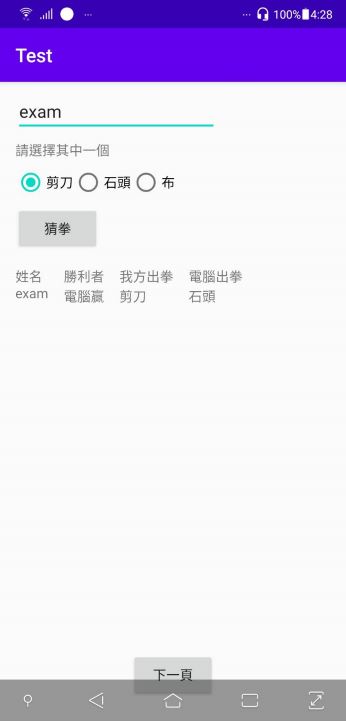 100% 4:28
Test
exam
請選擇其中一個
剪刀 石頭 布
猜拳
姓名 勝利者 我方出拳 電腦出拳
exam 電腦贏 剪刀 石頭
下一頁